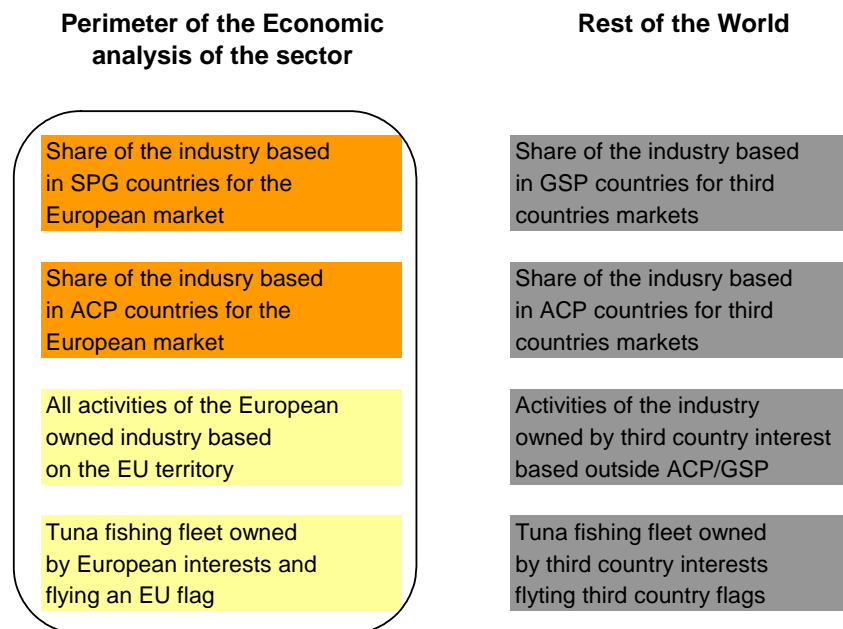 Perimeter of the Economic
analysis of the sector
Rest of the World
Share of the industry based
in SPG countries for the
European market
Share of the industry based
in GSP countries for third
countries markets
Share of the indusry based
in ACP countries for the
European market
Share of the indusry based
in ACP countries for third
countries markets
All activities of the European
owned industry based
on the EU territory
Activities of the industry
owned by third country interest
based outside ACP/GSP
Tuna fishing fleet owned
by European interests and
flying an EU flag
Tuna fishing fleet owned
by third country interests
flyting third country flags